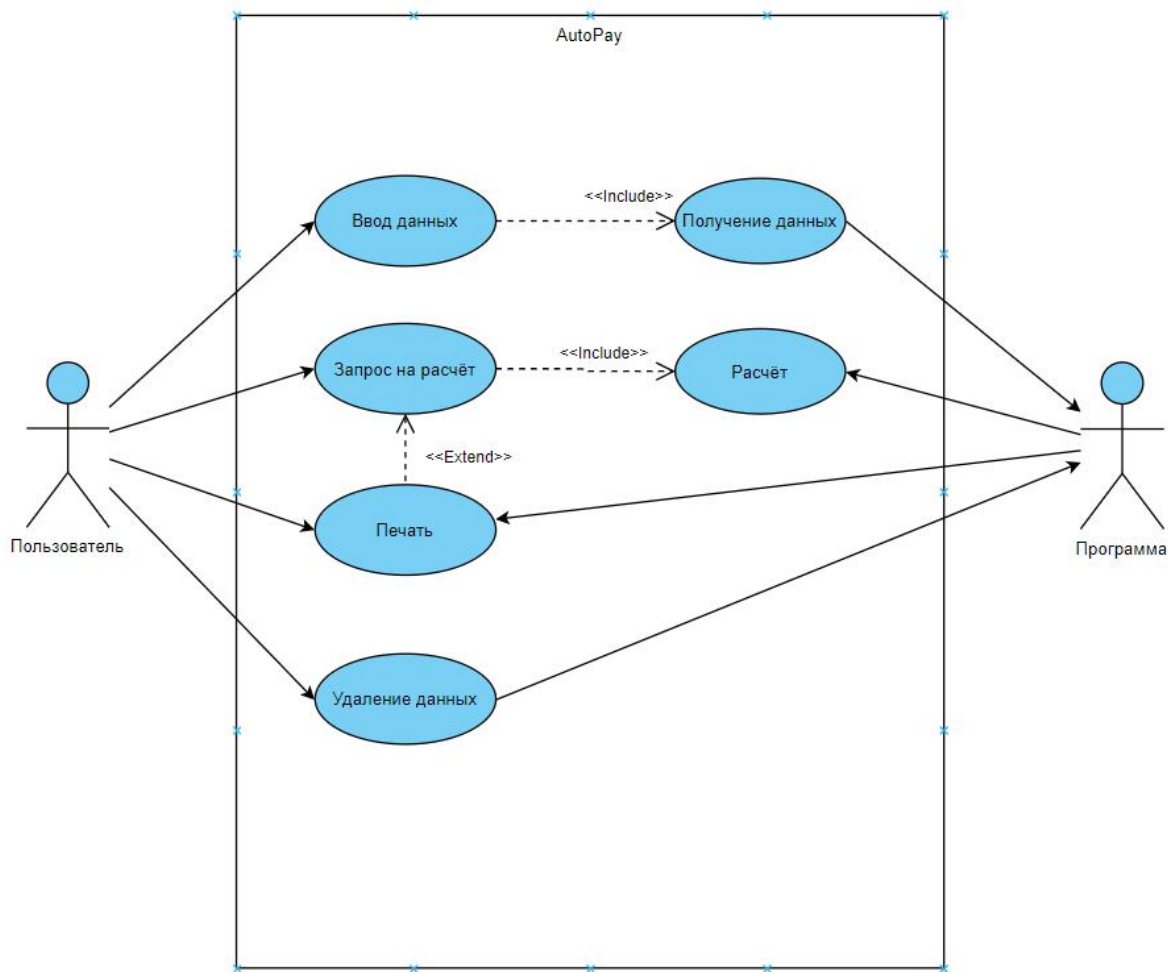 AutoPay
<<Include>>
Ввод данных
Получение данных
<<Include>>
Запрос на расчёт
Расчёт
<<Extend>>
Печать
Пользователь
Программа
Удаление данных